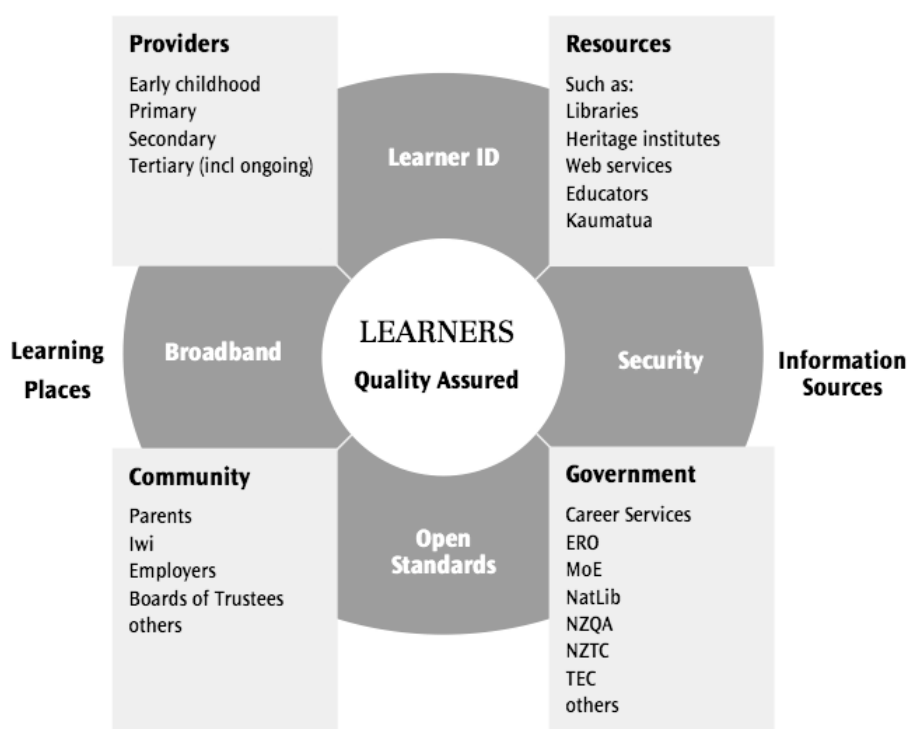 Providers
Early childhood
Primary
Secondary
Tertiary (incl ongoing)
Resources
Such as:
Libraries
Heritage institutes
Web services
Educators
Kaumatua
Learner ID
Learning
Places
Broadband
LEARNERS
Quality Assured
Security
Information
Sources
Community
Parents
Iwi
Employers
Boards of Trustees
others
Open
Standards
Government
Career Services
ERO
MoE
NatLib
NZQA
NZTC
TEC
others